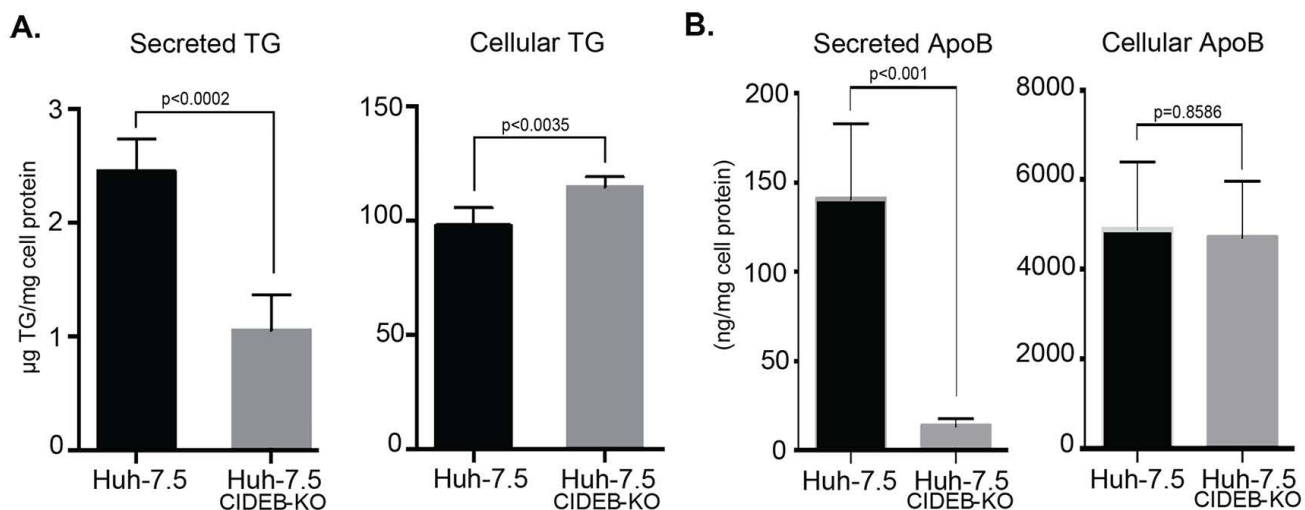 A.
Secreted TG
p<0.0002
µg TG/mg cell protein
3
2
1
0
Huh-7.5
Huh-7.5
CIDEB-KO
Cellular TG
p<0.0035
150
100
50
0
Huh-7.5
Huh-7.5
CIDEB-KO
B.
Secreted ApoB
p<0.001
(ng/mg cell protein)
200
150
100
50
0
Huh-7.5
Huh-7.5
CIDEB-KO
Cellular ApoB
p=0.8586
8000
6000
4000
2000
0
Huh-7.5
Huh-7.5
CIDEB-KO